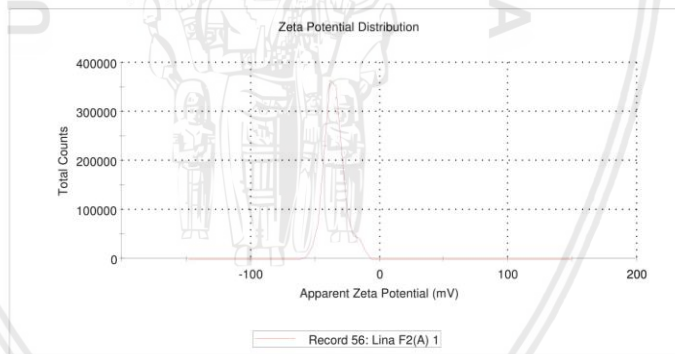 Zeta Potential Distribution
400000
300000
200000
100000
0
Total Counts
-100 0 100 200
Apparent Zeta Potential (mV)
Record 56: Lina F2(A) 1